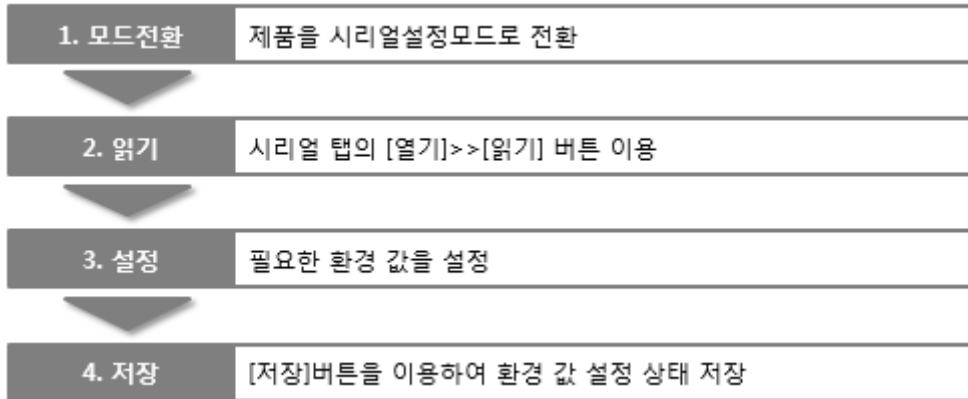 1. 모드전환 제품을 시리얼설정모드로 전환
2. 읽기 시리얼 탭의 [열기]>>[읽기] 버튼 이용
3. 설정 필요한 환경 값을 설정
4. 저장 [저장]버튼을 이용하여 환경 값 설정 상태 저장